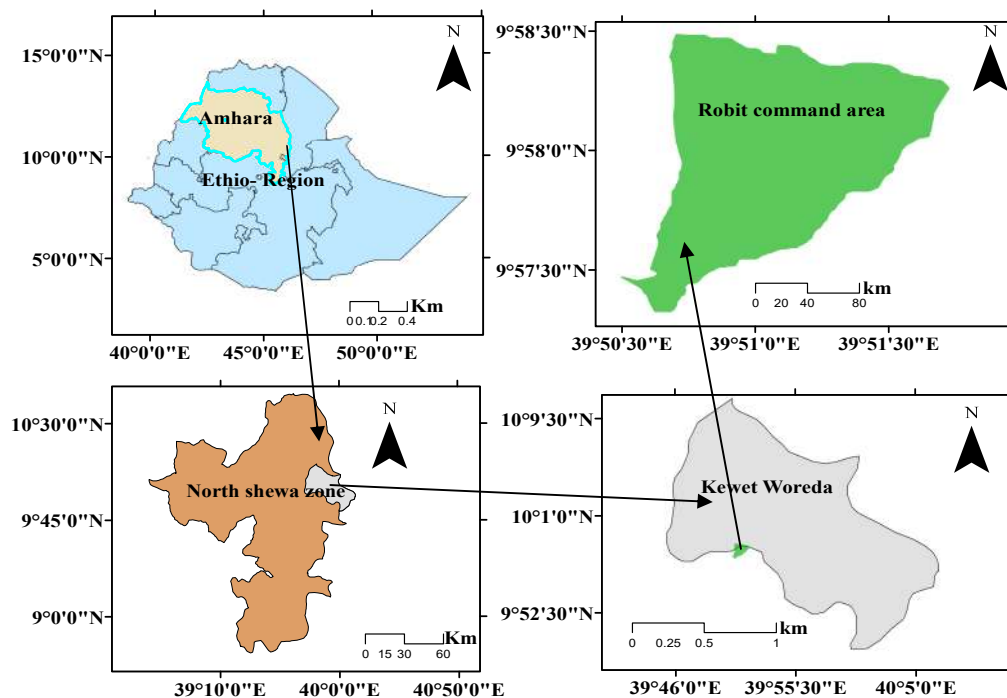 N
15°0'0"N
Amhara
10°0'0"N
Ethio- Region
5°0'0"N
Km
0 0.1 0.2 0.4
40°0'0"E 45°0'0"E 50°0'0"E
N
9°58'30"N
Robit command area
9°58'0"N
9°57'30"N
km
0 20 40 80
39°50'30"E 39°51'0"E 39°51'30"E
N
10°30'0"N
North shewa zone
9°45'0"N
9°0'0"N
Km
0 15 30 60
39°10'0"E 40°0'0"E 40°50'0"E
N
10°9'30"N
Kewet Woreda
10°1'0"N
9°52'30"N
km
0 0.25 0.5 1
39°46'0"E 39°55'30"E 40°5'0"E